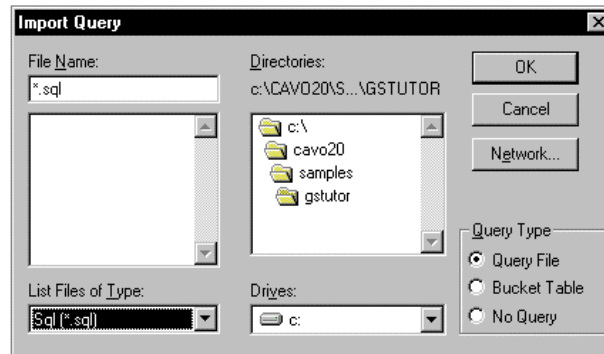 Import Query
File Name:
*.sql
List Files of Type:
Sql (*.sql)
Directories:
c:\CAVO20\S...\GSTUTOR
c:\
cavo20
samples
gstutor
Drives:
c:
OK
Cancel
Network...
Query Type
Query File
Bucket Table
No Query